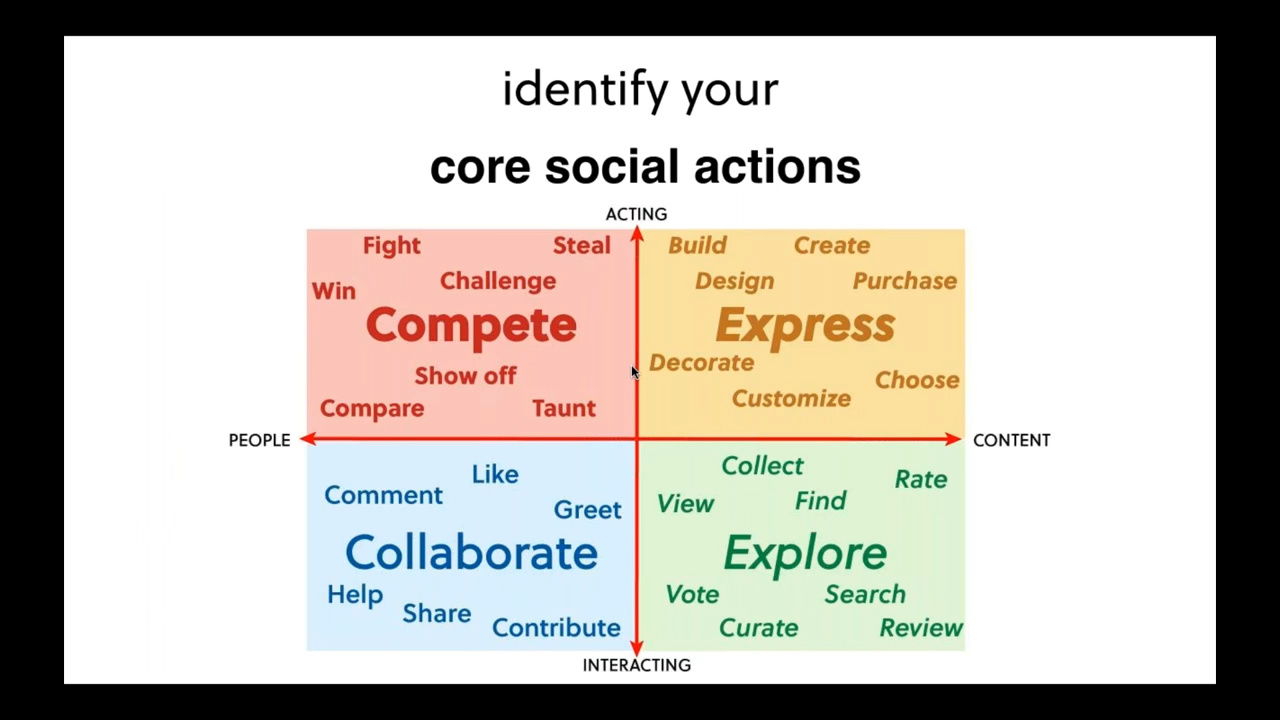 identify your
core social actions
ACTING
Fight Steal
Challenge
Win
Compete
Show off
Compare Taunt
Build Create
Design Purchase
Express
Decorate
Choose
Customize
PEOPLE
CONTENT
Like
Comment
Greet
Collaborate
Help
Share
Contribute
Collect
Rate
View Find
Explore
Vote Search
Curate Review
INTERACTING